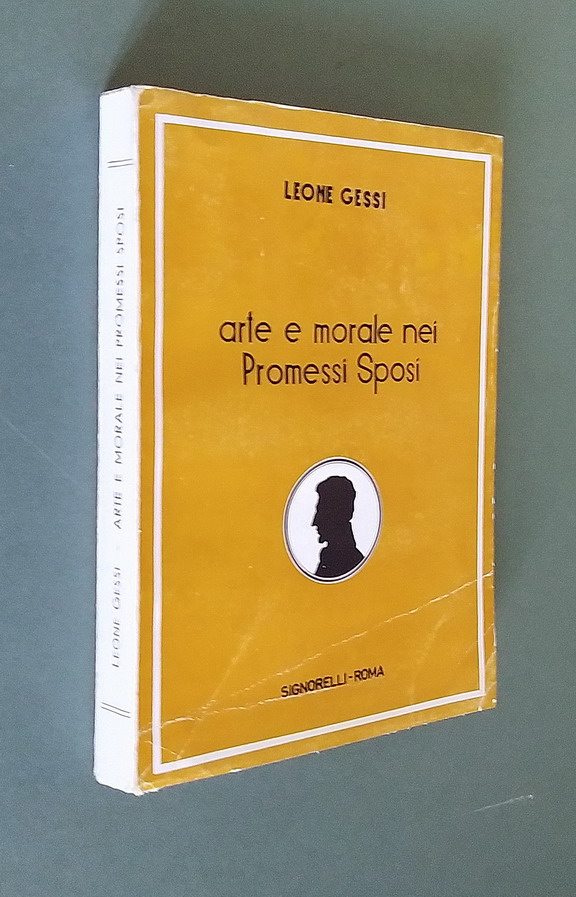 LEONE GESSI
arte e morale nei
Promessi Sposi
SIGNORELLI-ROMA
LEONE GESSI - ARTE E MORALE NEI PROMESSI SPOSI